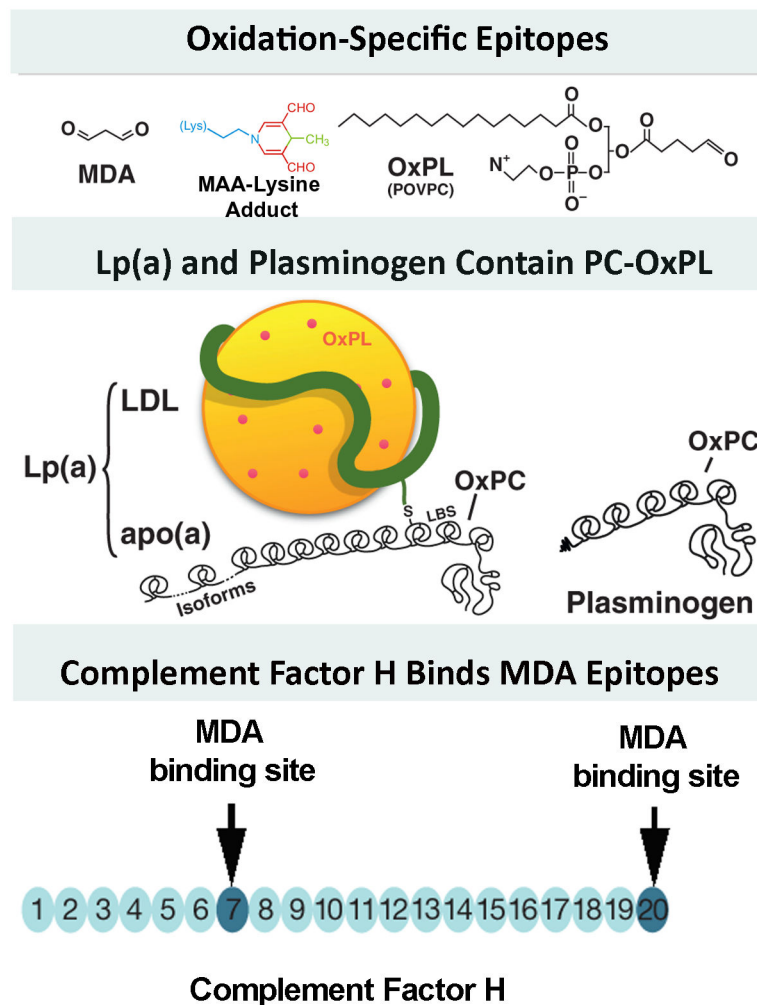 Oxidation-Specific Epitopes
O
O
MDA
(Lys)
N
CHO
CH₃
CHO
MAA-Lysine
Adduct
O
O
O
O
O
N⁺
O
O
P
O
O⁻
OxPL
(POVPC)
Lp(a) and Plasminogen Contain PC-OxPL
OxPL
LDL
Lp(a)
apo(a)
S
LBS
OxPC
Isoforms
OxPC
Plasminogen
Complement Factor H Binds MDA Epitopes
MDA
binding site
MDA
binding site
1 2 3 4 5 6 7 8 9 10 11 12 13 14 15 16 17 18 19 20
Complement Factor H